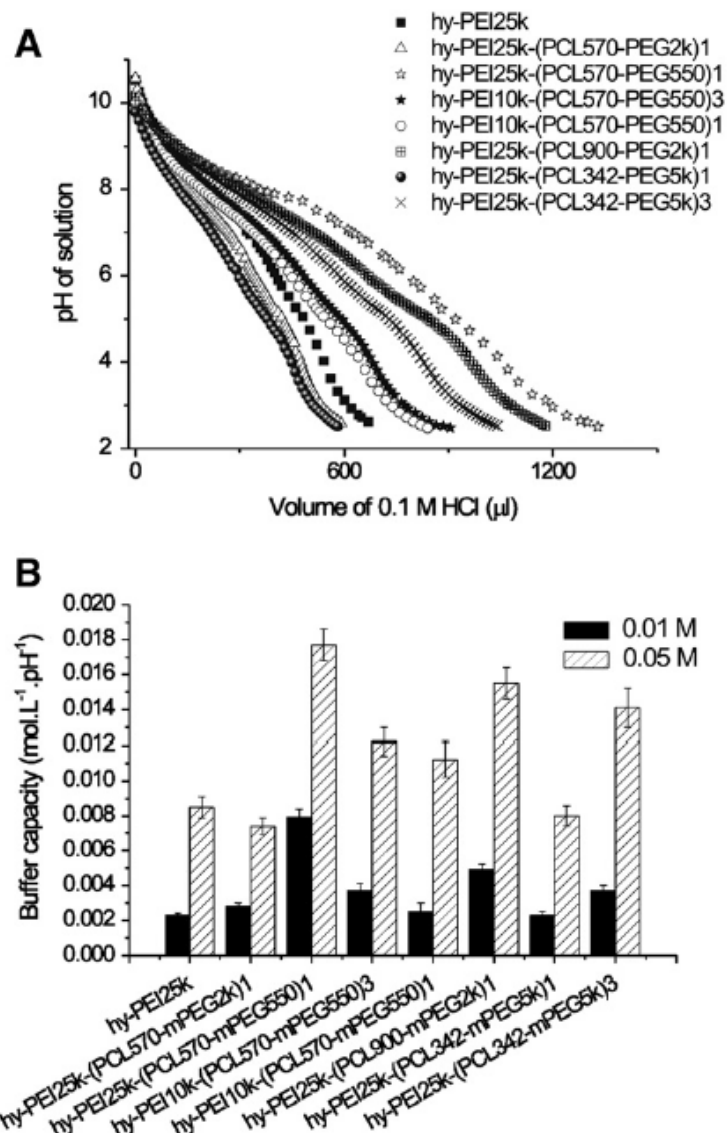 A
hy-PEI25k
hy-PEI25k-(PCL570-PEG2k)1
hy-PEI25k-(PCL570-PEG550)1
hy-PEI10k-(PCL570-PEG550)3
hy-PEI10k-(PCL570-PEG550)1
hy-PEI25k-(PCL900-PEG2k)1
hy-PEI25k-(PCL342-PEG5k)1
hy-PEI25k-(PCL342-PEG5k)3
pH of solution
10
8
6
4
2
0
600
1200
Volume of 0.1 M HCl (μl)
B
Buffer capacity (mol.L⁻¹.pH⁻¹)
0.020
0.018
0.016
0.014
0.012
0.010
0.008
0.006
0.004
0.002
0.000
0.01 M
0.05 M
hy-PEI25k
hy-PEI25k-(PCL570-mPEG2k)1
hy-PEI25k-(PCL570-mPEG550)1
hy-PEI10k-(PCL570-mPEG550)3
hy-PEI10k-(PCL570-mPEG550)1
hy-PEI25k-(PCL900-mPEG2k)1
hy-PEI25k-(PCL342-mPEG5k)1
hy-PEI25k-(PCL342-mPEG5k)3